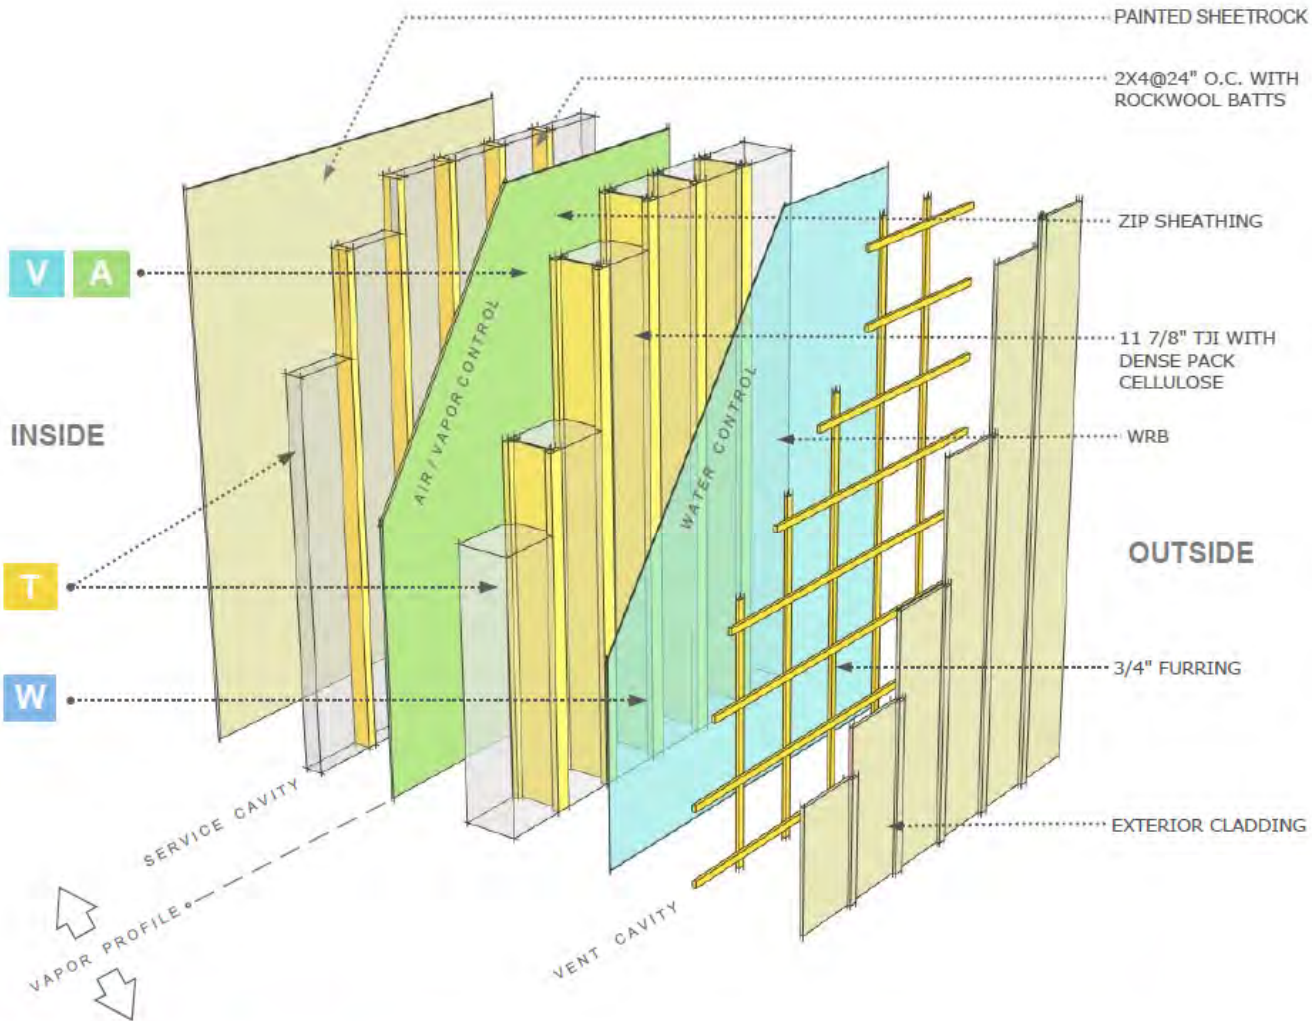 PAINTED SHEETROCK
2X4@24" O.C. WITH
ROCKWOOL BATTS
ZIP SHEATHING
V A
AIR/VAPOR CONTROL
11 7/8" TJI WITH
DENSE PACK
CELLULOSE
INSIDE
WRB
WATER CONTROL
OUTSIDE
T
W
3/4" FURRING
SERVICE CAVITY
EXTERIOR CLADDING
VAPOR PROFILE
VENT CAVITY